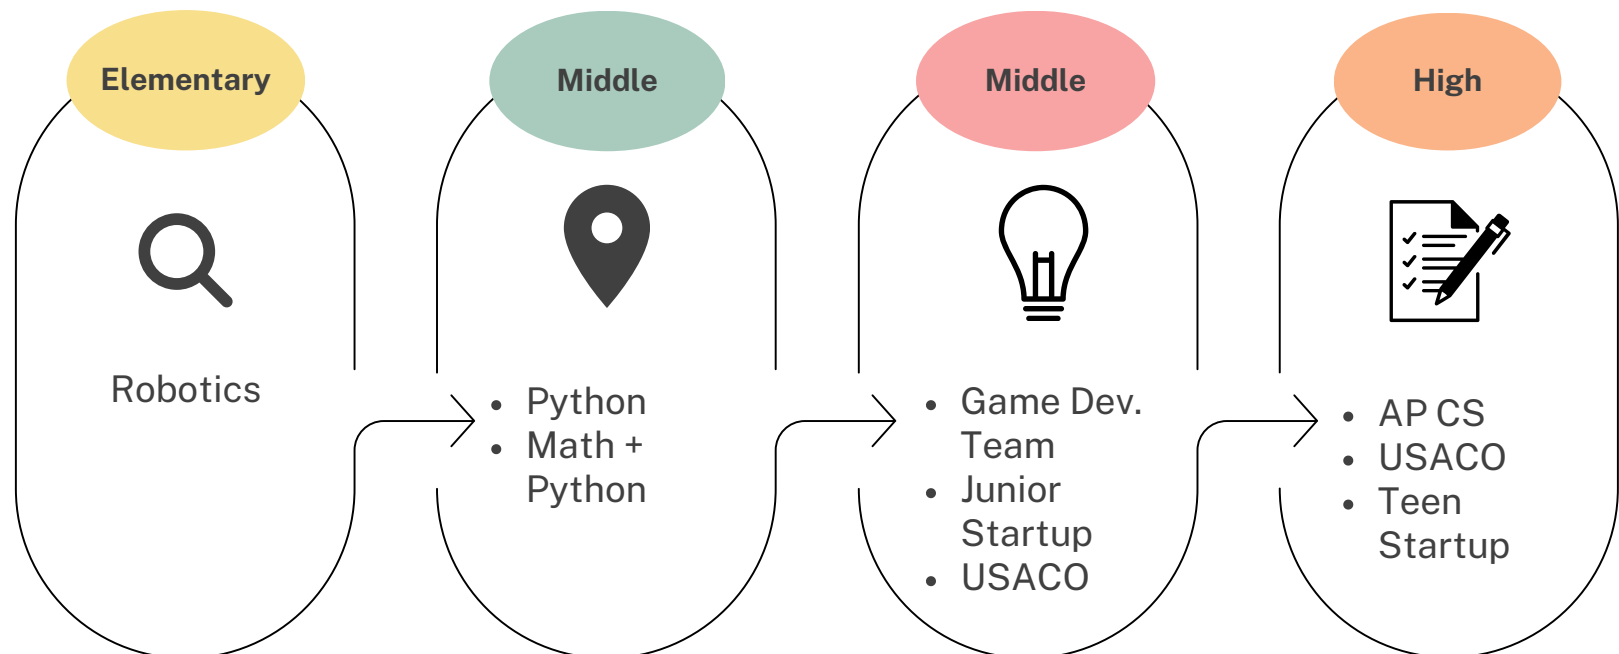 Elementary
Robotics
Middle
• Python
• Math +
Python
Middle
• Game Dev.
Team
• Junior
Startup
• USACO
High
• AP CS
• USACO
• Teen
Startup